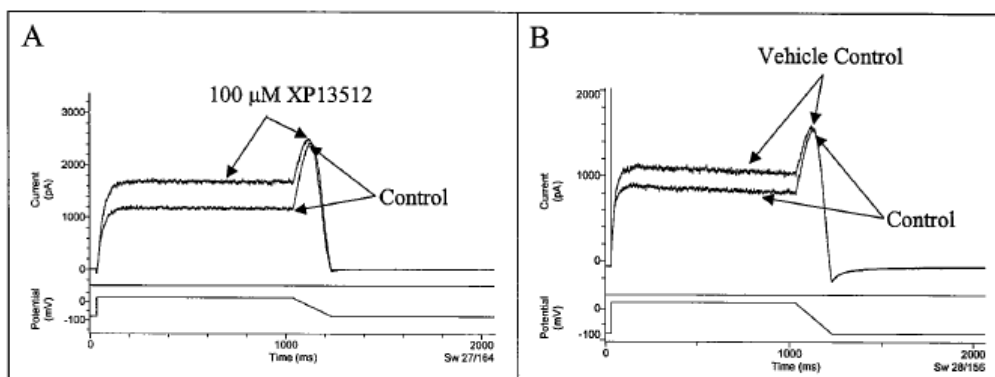 A
100 µM XP13512
3000
2000
1000
0
Current
(pA)
Control
0
-100
Potential
(mV)
0
1000
2000
Time (ms)
Sw 27/164
B
Vehicle Control
2000
1000
0
Current
(pA)
Control
0
-100
Potential
(mV)
0
1000
2000
Time (ms)
Sw 28/156